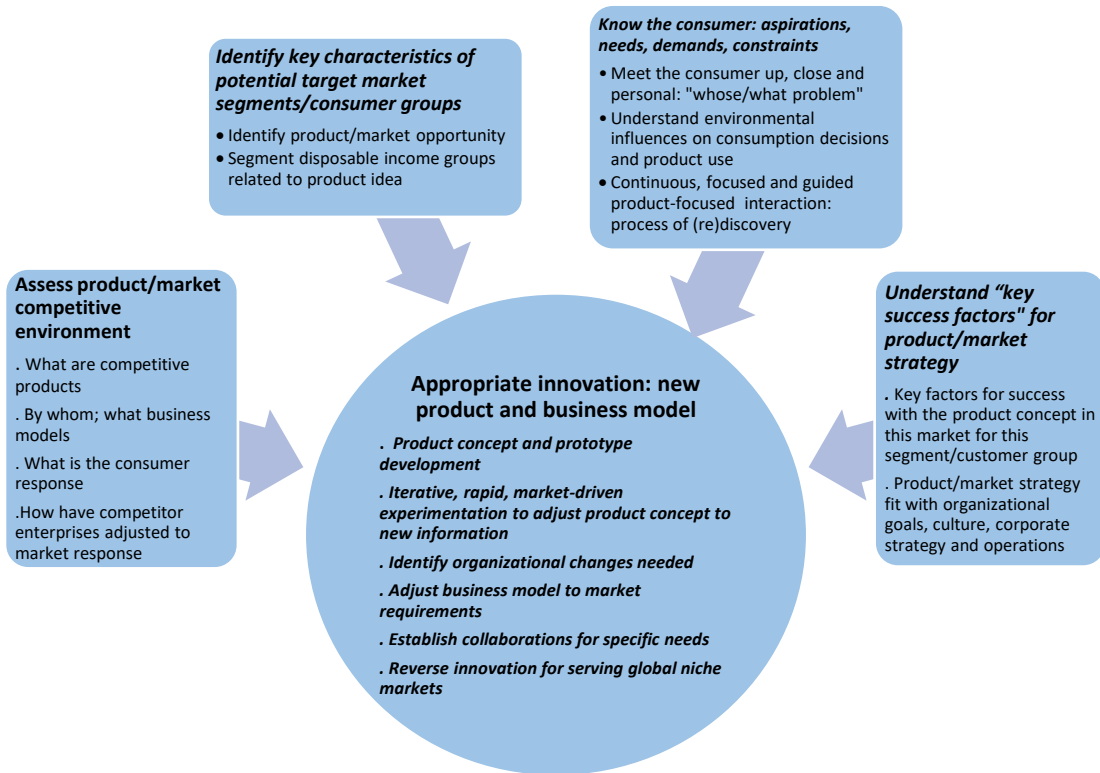 Identify key characteristics of
potential target market
segments/consumer groups
• Identify product/market opportunity
• Segment disposable income groups
related to product idea
Know the consumer: aspirations,
needs, demands, constraints
• Meet the consumer up, close and
personal: "whose/what problem"
• Understand environmental
influences on consumption decisions
and product use
• Continuous, focused and guided
product-focused interaction:
process of (re)discovery
Assess product/market
competitive
environment
. What are competitive
products
. By whom; what business
models
. What is the consumer
response
.How have competitor
enterprises adjusted to
market response
Appropriate innovation: new
product and business model
. Product concept and prototype
development
. Iterative, rapid, market-driven
experimentation to adjust product concept to
new information
. Identify organizational changes needed
. Adjust business model to market
requirements
. Establish collaborations for specific needs
. Reverse innovation for serving global niche
markets
Understand “key
success factors" for
product/market
strategy
. Key factors for success
with the product concept in
this market for this
segment/customer group
. Product/market strategy
fit with organizational
goals, culture, corporate
strategy and operations